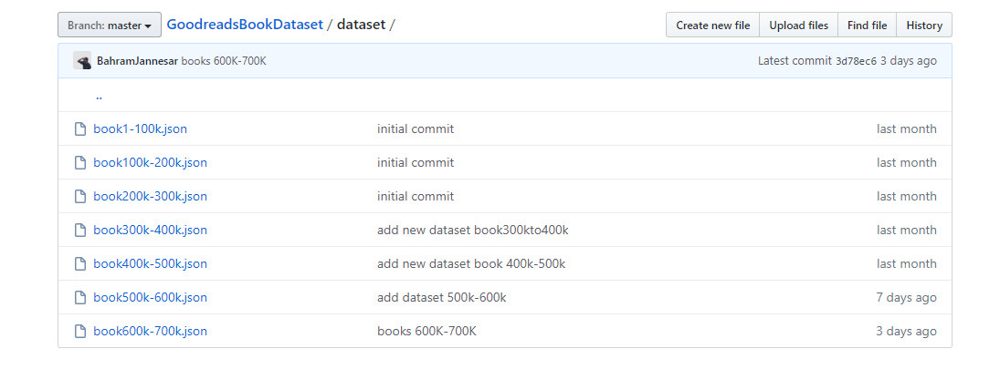 Branch: master GoodreadsBookDataset / dataset / Create new file Upload files Find file History
BahramJannesar books 600K-700K Latest commit 3d78ec6 3 days ago
..
book1-100k.json initial commit last month
book100k-200k.json initial commit last month
book200k-300k.json initial commit last month
book300k-400k.json add new dataset book300kto400k last month
book400k-500k.json add new dataset book 400k-500k last month
book500k-600k.json add dataset 500k-600k 7 days ago
book600k-700k.json books 600K-700K 3 days ago